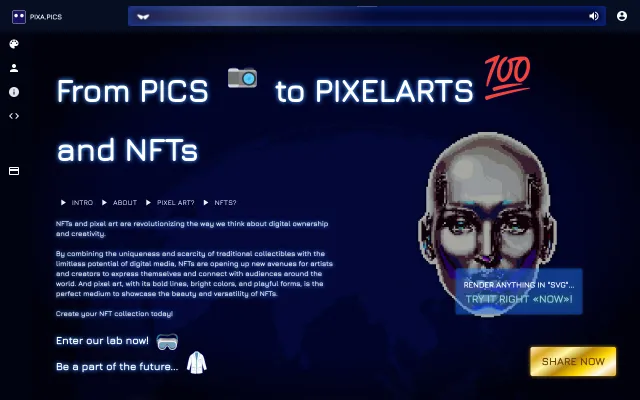 PIXA.PICS
From PICS to PIXELARTS 100
and NFTs
INTRO ABOUT PIXEL ART? NFTS?
NFTs and pixel art are revolutionizing the way we think about digital ownership
and creativity.
By combining the uniqueness and scarcity of traditional collectibles with the
limitless potential of digital media, NFTs are opening up new avenues for artists
and creators to express themselves and connect with audiences around the
world. And pixel art, with its bold lines, bright colors, and playful forms, is the
perfect medium to showcase the beauty and versatility of NFTs.
Create your NFT collection today!
RENDER ANYTHING IN "SVG"...
TRY IT RIGHT «NOW»!
Enter our lab now!
Be a part of the future...
SHARE NOW